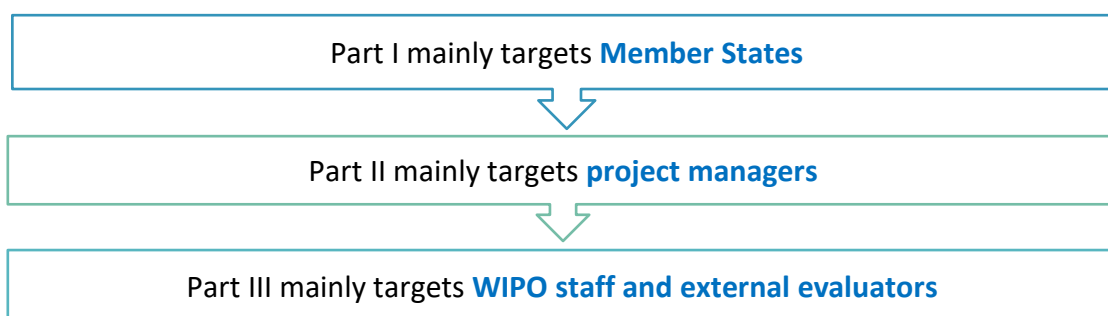 Part I mainly targets Member States
Part II mainly targets project managers
Part III mainly targets WIPO staff and external evaluators